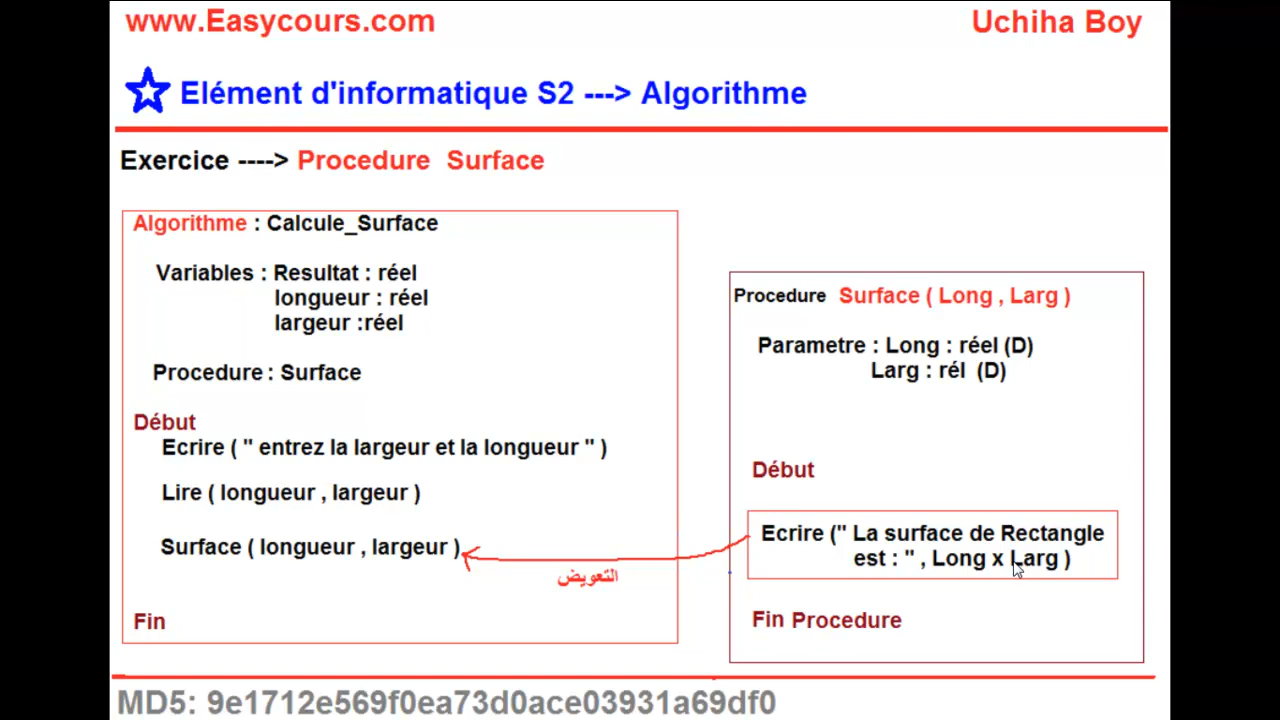 www.Easycours.com
Uchiha Boy
Elément d'informatique S2 ---> Algorithme
Exercice ----> Procedure Surface
Algorithme : Calcule_Surface
Variables : Resultat : réel
longueur : réel
largeur :réel
Procedure : Surface
Début
Ecrire ( " entrez la largeur et la longueur " )
Lire ( longueur , largeur )
Surface ( longueur , largeur )
التعويض
Fin
Procedure Surface ( Long , Larg )
Parametre : Long : réel (D)
Larg : rél (D)
Début
Ecrire (" La surface de Rectangle
est : " , Long x Larg )
Fin Procedure
MD5: 9e1712e569f0ea73d0ace03931a69df0